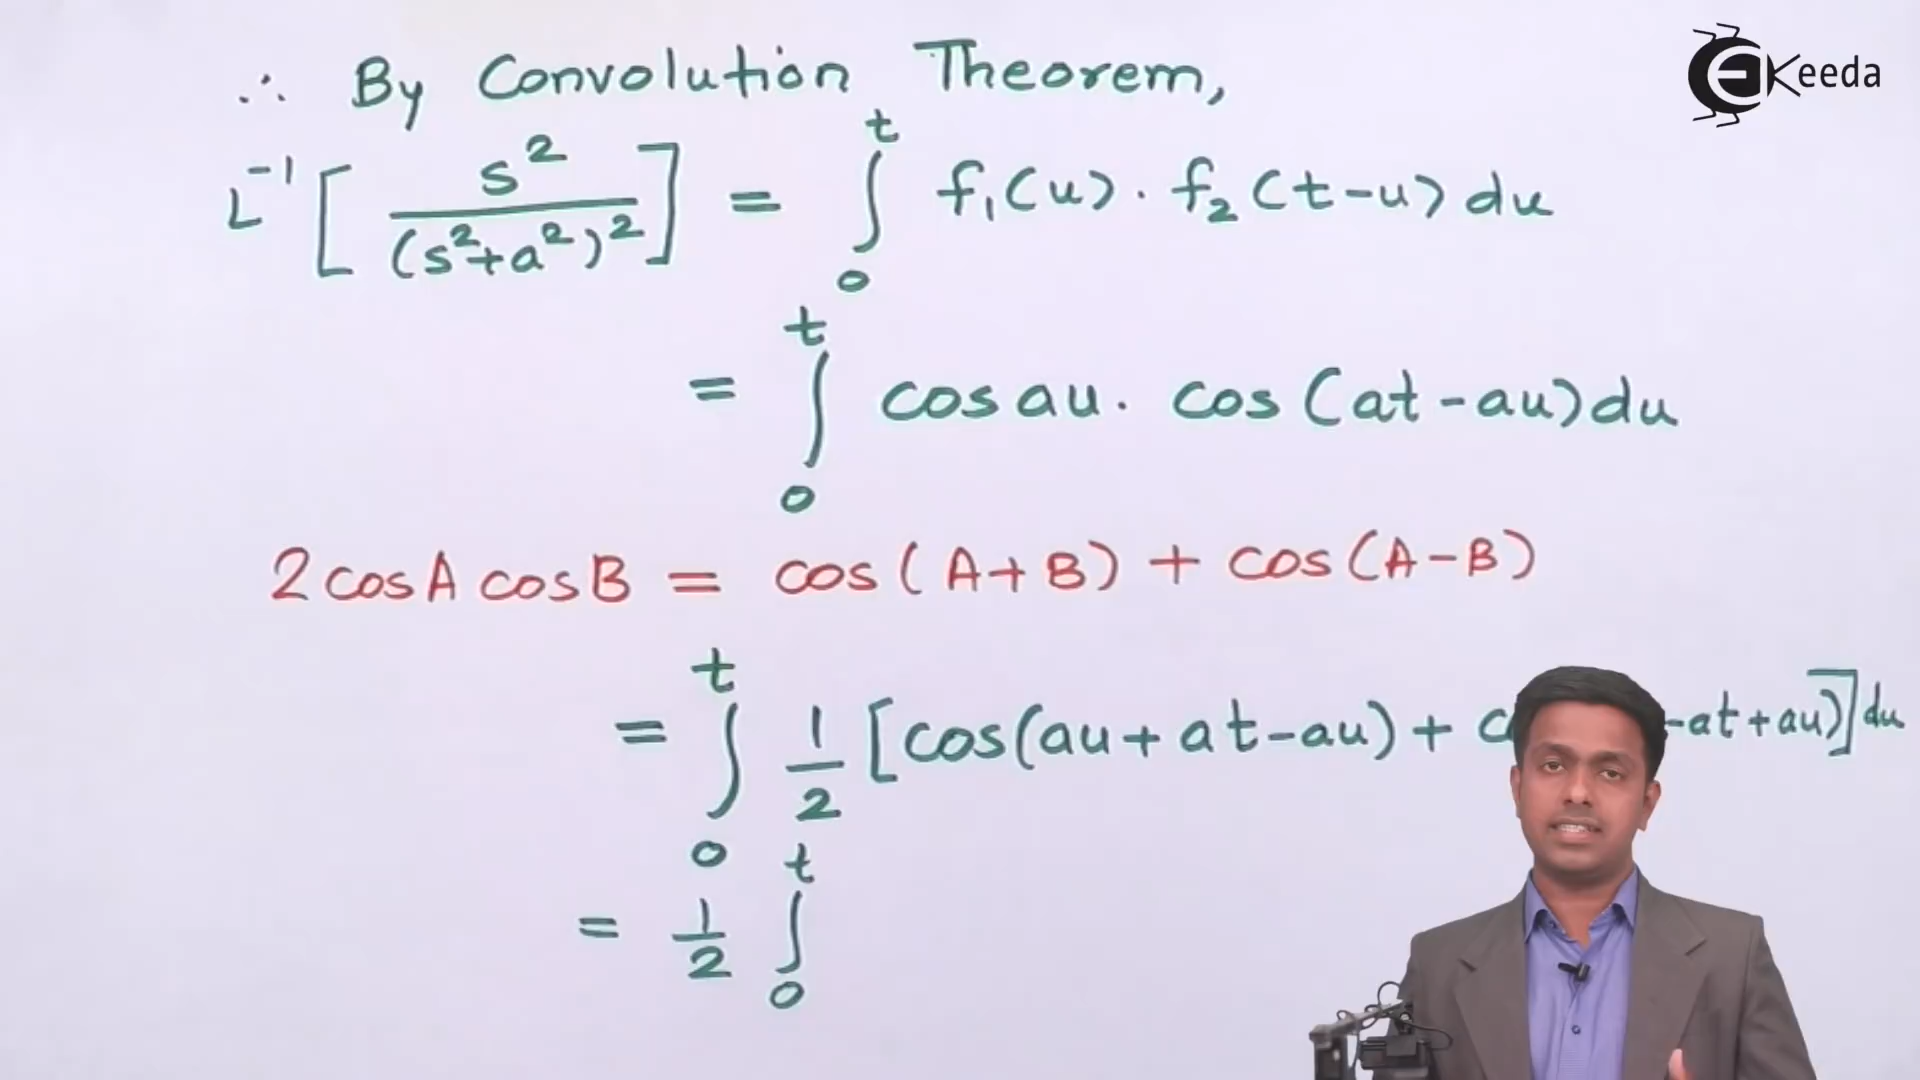 ∴ By Convolution Theorem,
EKeeda
L⁻¹ [ s² / (s²+a²)² ] = ∫₀ᵗ f₁(u) · f₂(t-u) du
= ∫₀ᵗ cos au · cos (at-au) du
2 cos A cos B = cos (A+B) + cos (A-B)
= ∫₀ᵗ 1/2 [cos(au+at-au) + -at+au)] du
= 1/2 ∫₀ᵗ